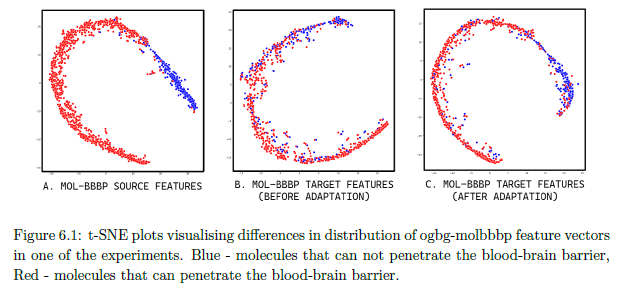 A. MOL-BBBP SOURCE FEATURES
B. MOL-BBBP TARGET FEATURES
(BEFORE ADAPTATION)
C. MOL-BBBP TARGET FEATURES
(AFTER ADAPTATION)
Figure 6.1: t-SNE plots visualising differences in distribution of ogbg-molbbbp feature vectors
in one of the experiments. Blue - molecules that can not penetrate the blood-brain barrier,
Red - molecules that can penetrate the blood-brain barrier.